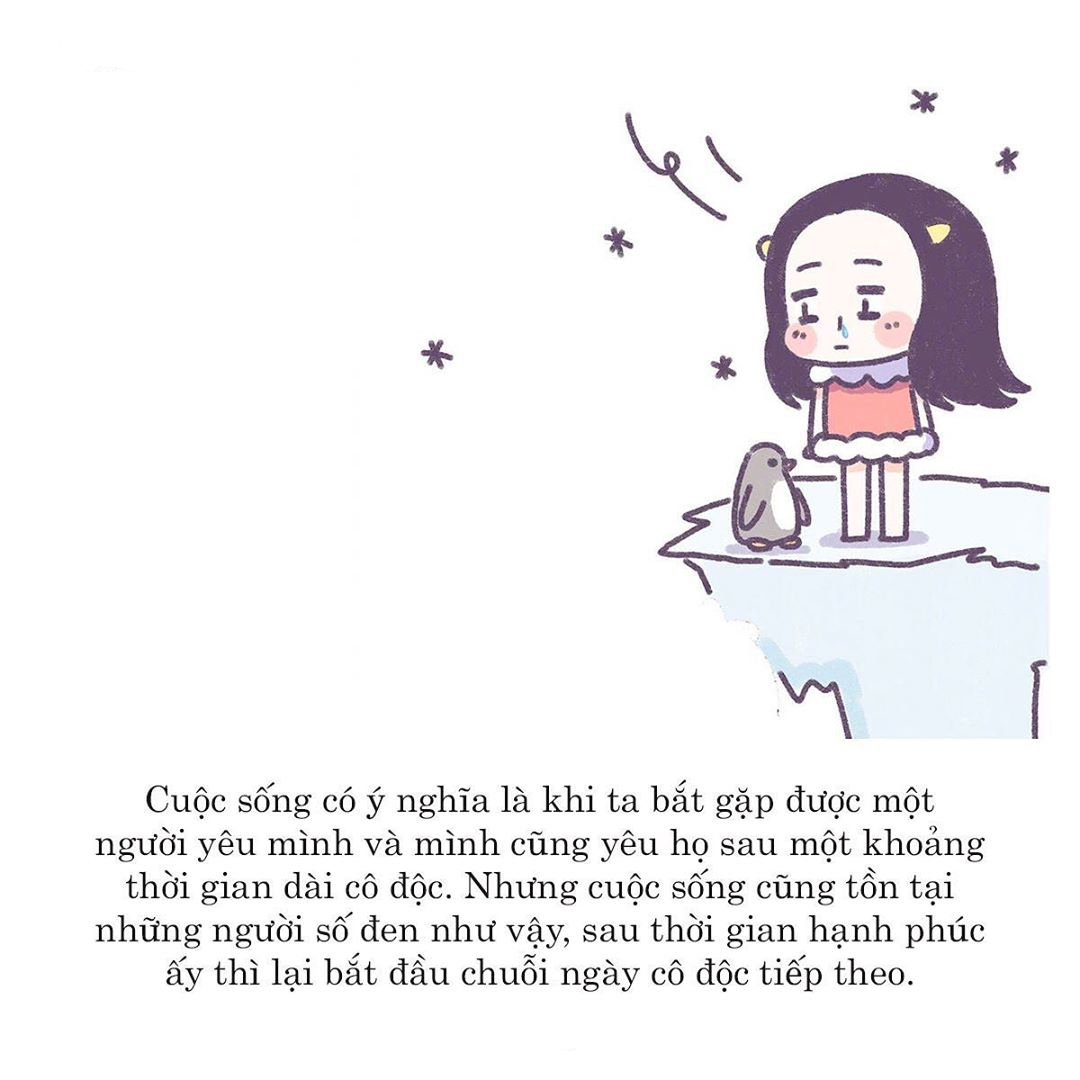 Cuộc sống có ý nghĩa là khi ta bắt gặp được một
người yêu mình và mình cũng yêu họ sau một khoảng
thời gian dài cô độc. Nhưng cuộc sống cũng tồn tại
những người số đen như vậy, sau thời gian hạnh phúc
ấy thì lại bắt đầu chuỗi ngày cô độc tiếp theo.